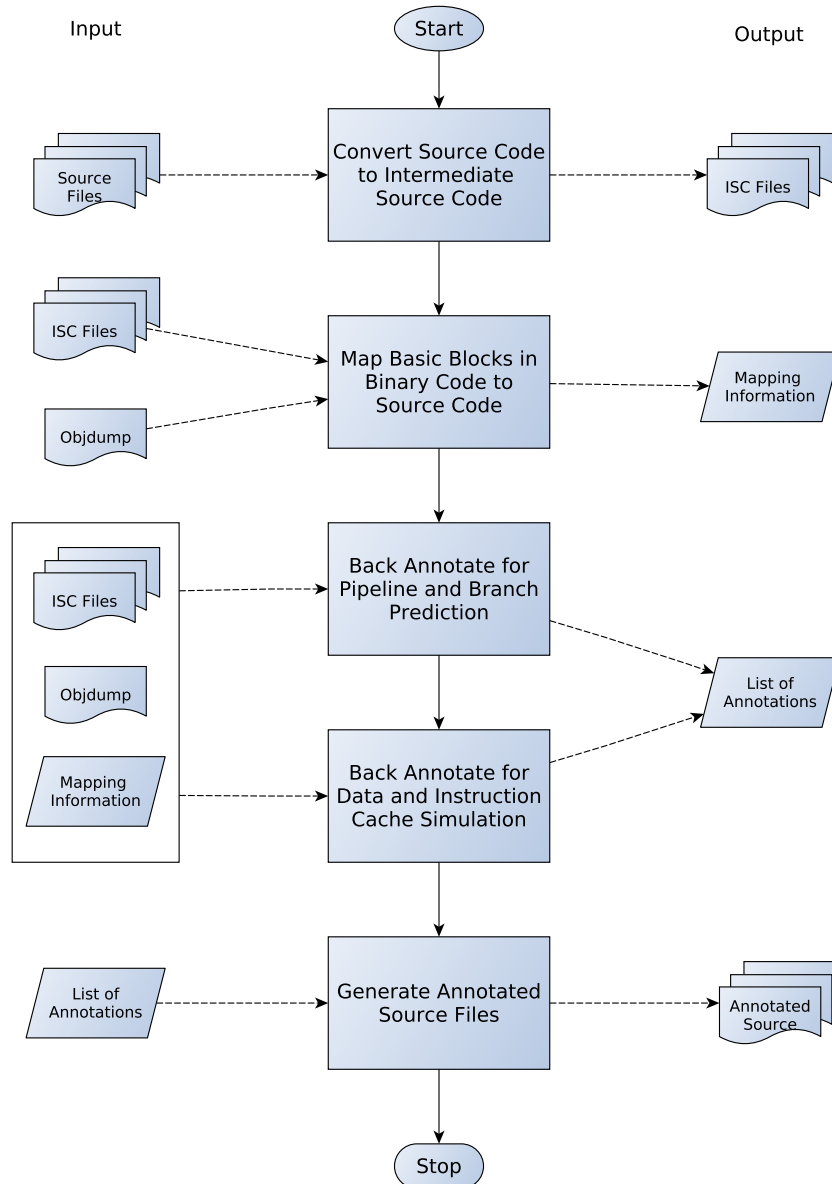 Input
Start
Output
Convert Source Code
to Intermediate
Source Code
Source
Files
ISC Files
ISC Files
Objdump
Map Basic Blocks in
Binary Code to
Source Code
Mapping
Information
ISC Files
Objdump
Mapping
Information
Back Annotate for
Pipeline and Branch
Prediction
List of
Annotations
Back Annotate for
Data and Instruction
Cache Simulation
List of
Annotations
Generate Annotated
Source Files
Annotated
Source
Stop